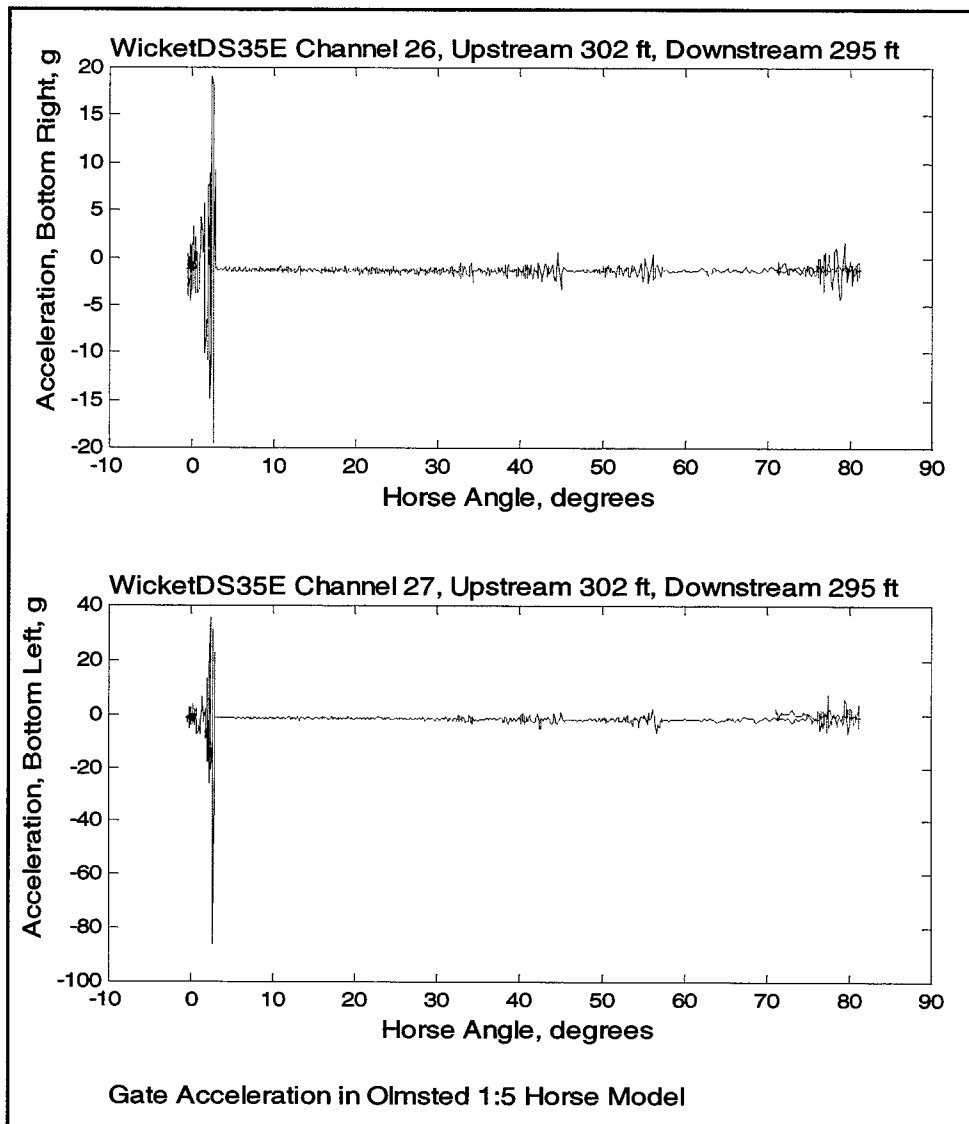 WicketDS35E Channel 26, Upstream 302 ft, Downstream 295 ft
Acceleration, Bottom Right, g
20
15
10
5
0
-5
-10
-15
-20
-10 0 10 20 30 40 50 60 70 80 90
Horse Angle, degrees
WicketDS35E Channel 27, Upstream 302 ft, Downstream 295 ft
Acceleration, Bottom Left, g
40
20
0
-20
-40
-60
-80
-100
-10 0 10 20 30 40 50 60 70 80 90
Horse Angle, degrees
Gate Acceleration in Olmsted 1:5 Horse Model